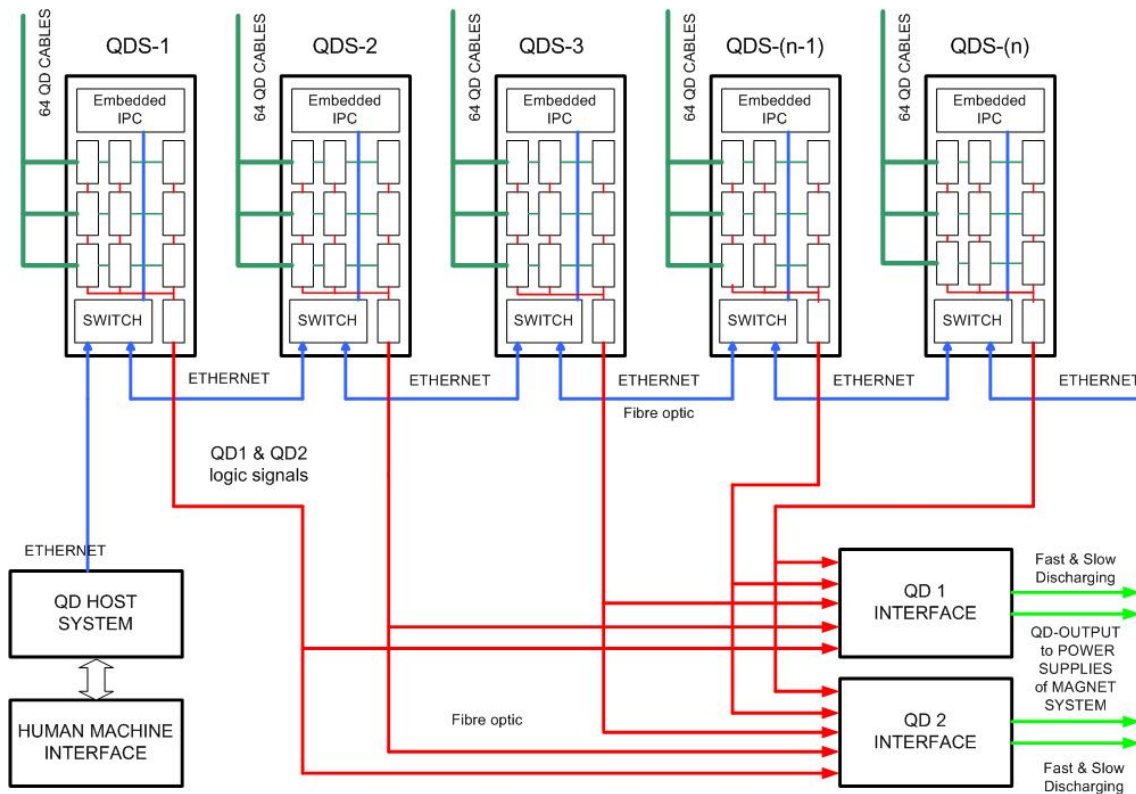 QDS-1
QDS-2
QDS-3
QDS-(n-1)
QDS-(n)
64 QD CABLES
64 QD CABLES
64 QD CABLES
64 QD CABLES
64 QD CABLES
Embedded
IPC
Embedded
IPC
Embedded
IPC
Embedded
IPC
Embedded
IPC
SWITCH
SWITCH
SWITCH
SWITCH
SWITCH
ETHERNET
ETHERNET
ETHERNET
ETHERNET
ETHERNET
Fibre optic
QD1 & QD2
logic signals
ETHERNET
QD HOST
SYSTEM
HUMAN MACHINE
INTERFACE
Fibre optic
QD 1
INTERFACE
QD 2
INTERFACE
Fast & Slow
Discharging
QD-OUTPUT
to POWER
SUPPLIES
of MAGNET
SYSTEM
Fast & Slow
Discharging